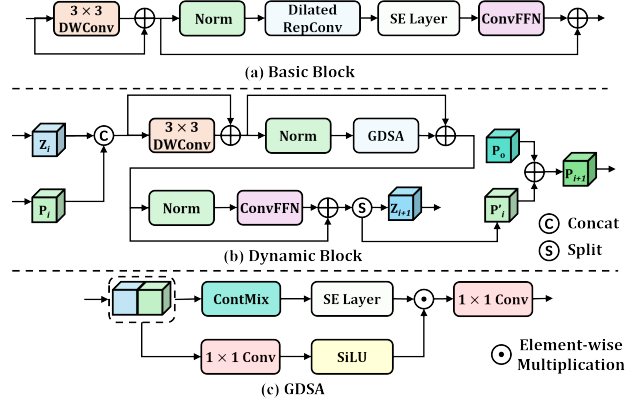 3 × 3
DWConv
Norm
Dilated
RepConv
SE Layer
ConvFFN
(a) Basic Block
Z_i
P_i
C
3 × 3
DWConv
Norm
GDSA
P_o
P_{i+1}
P'_i
Norm
ConvFFN
S
Z_{i+1}
C Concat
S Split
(b) Dynamic Block
ContMix
SE Layer
1 × 1 Conv
1 × 1 Conv
SiLU
Element-wise
Multiplication
(c) GDSA